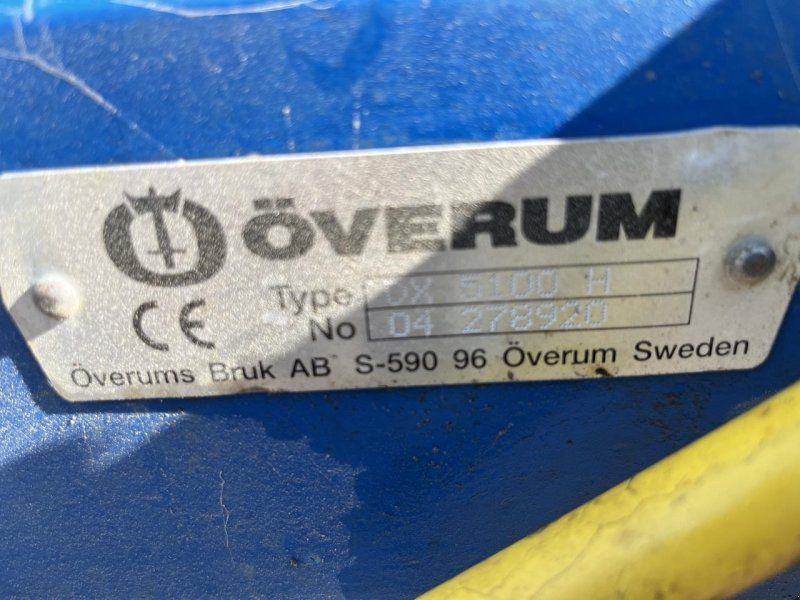 ÖVERUM
Type DX 5100 H
No 04 278920
CE
Överums Bruk AB S-590 96 Överum Sweden